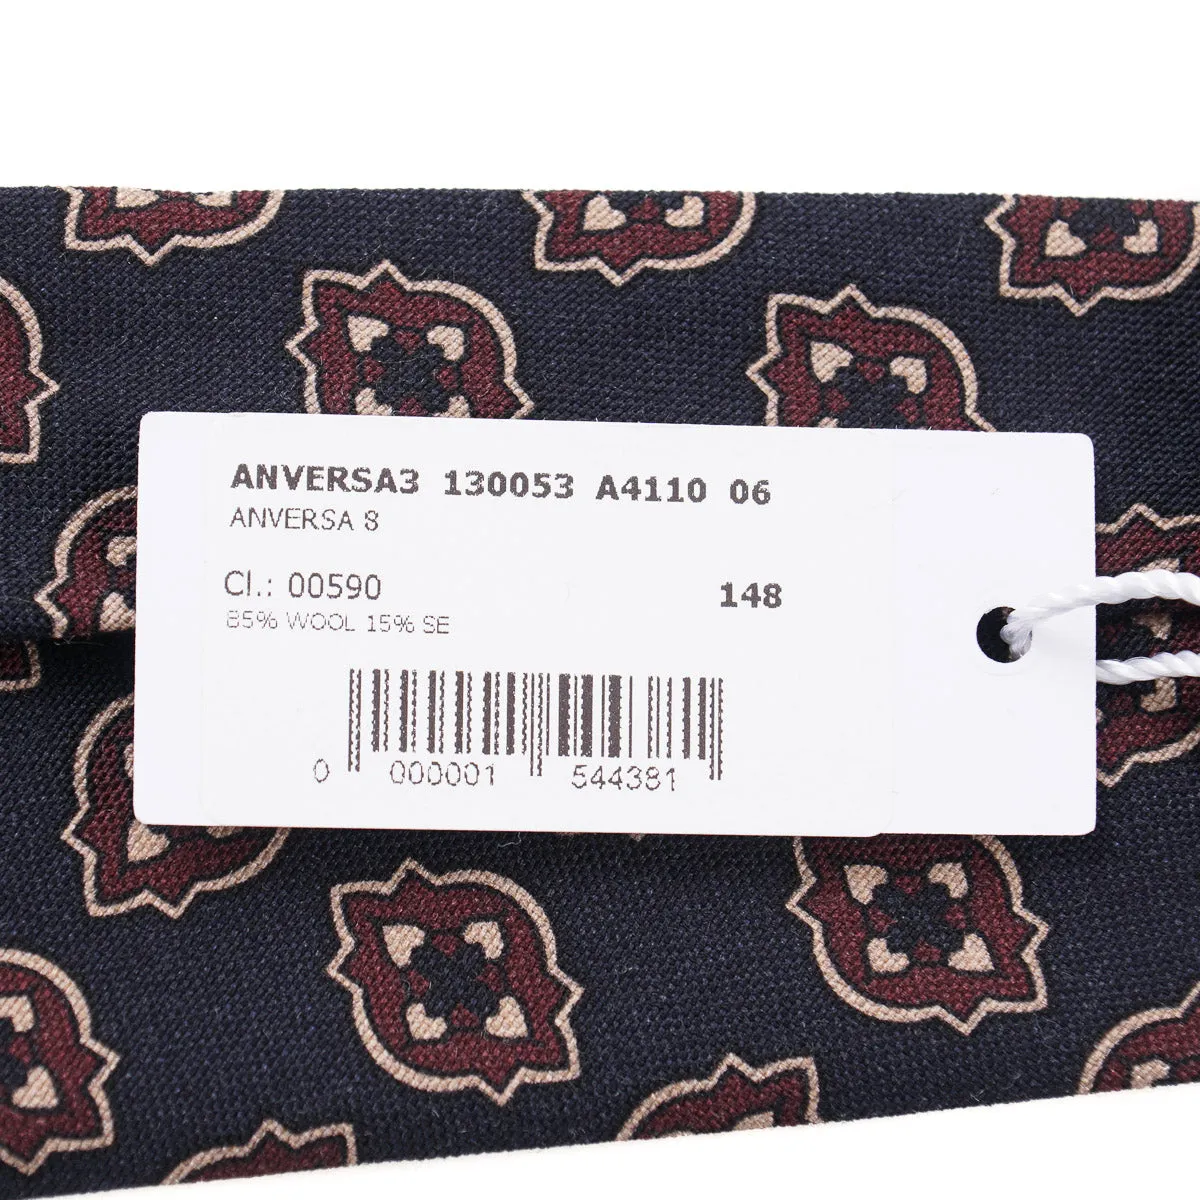 ANVERSA3 130053 A4110 06
ANVERSA 8
Cl.: 00590 148
85% WOOL 15% SE
0 000001 544381